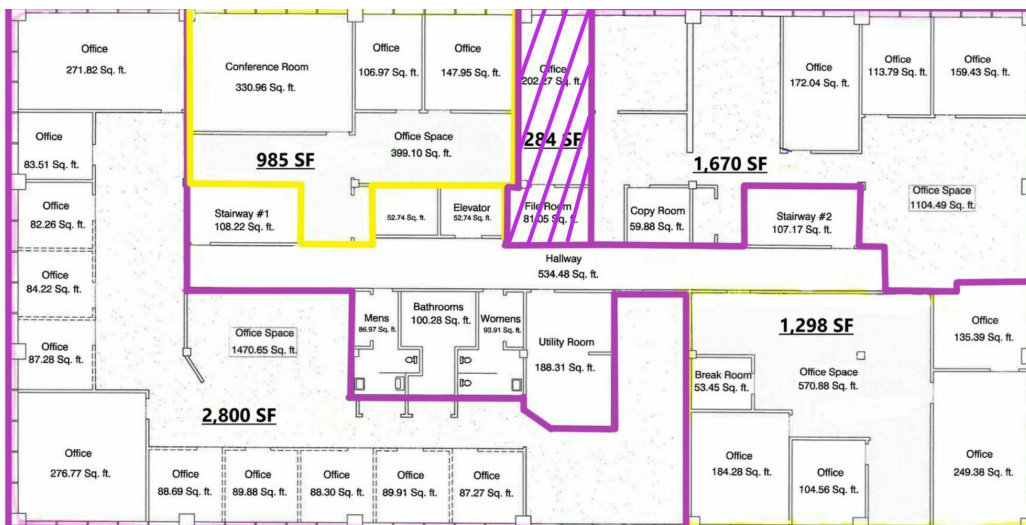 Office
271.82 Sq. ft.
Conference Room
330.96 Sq. ft.
Office
106.97 Sq. ft.
Office
147.95 Sq. ft.
Office
202.27 Sq. ft.
Office
172.04 Sq. ft.
Office
113.79 Sq. ft.
Office
159.43 Sq. ft.
Office
83.51 Sq. ft.
985 SF
Office Space
399.10 Sq. ft.
284 SF
1,670 SF
Office
82.26 Sq. ft.
Stairway #1
108.22 Sq. ft.
52.74 Sq. ft.
Elevator
52.74 Sq. ft.
File Room
81.05 Sq. ft.
Copy Room
59.88 Sq. ft.
Stairway #2
107.17 Sq. ft.
Office Space
1104.49 Sq. ft.
Office
84.22 Sq. ft.
Hallway
534.48 Sq. ft.
Office
87.28 Sq. ft.
Office Space
1470.65 Sq. ft.
Mens
86.97 Sq. ft.
Bathrooms
100.28 Sq. ft.
Womens
93.91 Sq. ft.
Utility Room
188.31 Sq. ft.
1,298 SF
Office
135.39 Sq. ft.
Break Room
53.45 Sq. ft.
Office Space
570.88 Sq. ft.
2,800 SF
Office
276.77 Sq. ft.
Office
88.69 Sq. ft.
Office
89.88 Sq. ft.
Office
88.30 Sq. ft.
Office
89.91 Sq. ft.
Office
87.27 Sq. ft.
Office
184.28 Sq. ft.
Office
104.56 Sq. ft.
Office
249.38 Sq. ft.